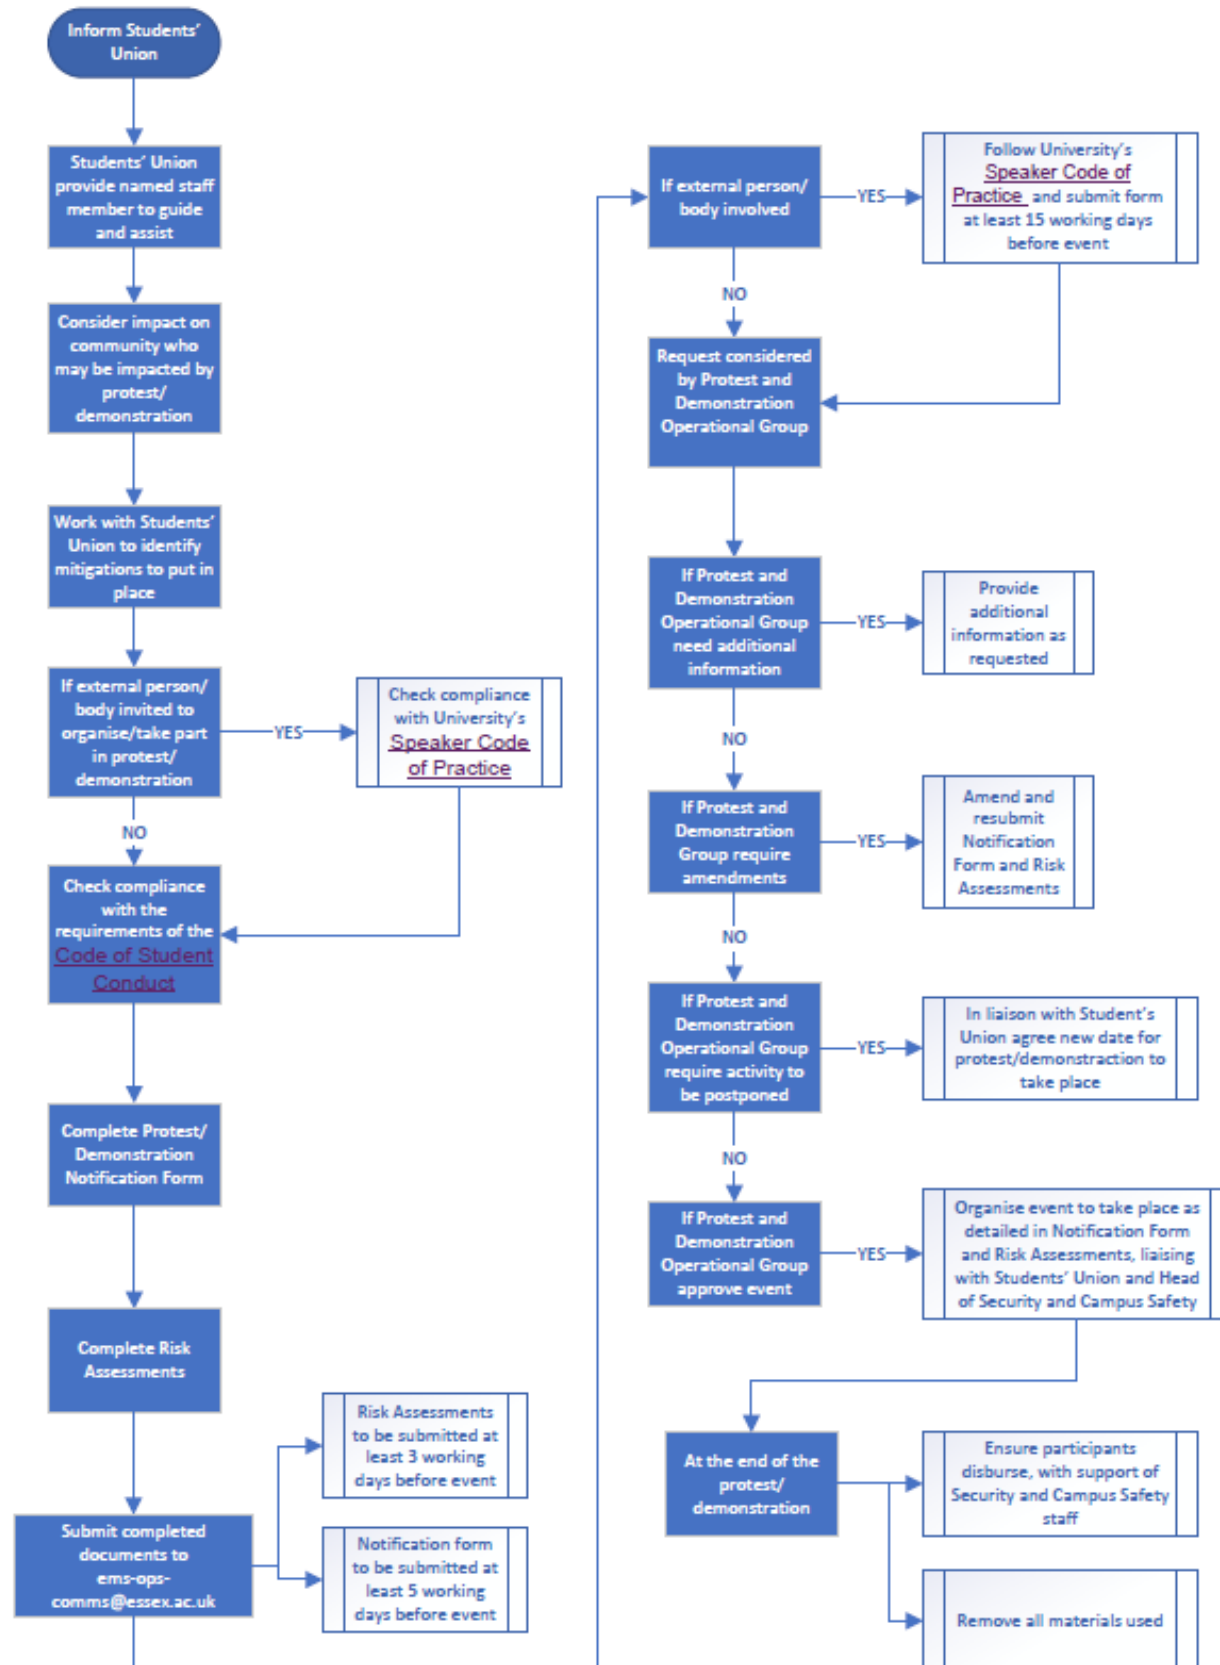 Inform Students'
Union
Students' Union
provide named staff
member to guide
and assist
Consider impact on
community who
may be impacted by
protest/
demonstration
Work with Students'
Union to identify
mitigations to put in
place
If external person/
body invited to
organise/take part
in protest/
demonstration
YES
Check compliance
with University's
Speaker Code
of Practice
NO
Check compliance
with the
requirements of the
Code of Student
Conduct
Complete Protest/
Demonstration
Notification Form
Complete Risk
Assessments
Submit completed
documents to
ems-ops-
comms@essex.ac.uk
Risk Assessments
to be submitted at
least 3 working
days before event
Notification form
to be submitted at
least 5 working
days before event
If external person/
body involved
YES
Follow University's
Speaker Code of
Practice and submit form
at least 15 working days
before event
NO
Request considered
by Protest and
Demonstration
Operational Group
If Protest and
Demonstration
Operational Group
need additional
information
YES
Provide
additional
information as
requested
NO
If Protest and
Demonstration
Group require
amendments
YES
Amend and
resubmit
Notification
Form and Risk
Assessments
NO
If Protest and
Demonstration
Operational Group
require activity to
be postponed
YES
In liaison with Student's
Union agree new date for
protest/demonstraction to
take place
NO
If Protest and
Demonstration
Operational Group
approve event
YES
Organise event to take place as
detailed in Notification Form
and Risk Assessments, liaising
with Students' Union and Head
of Security and Campus Safety
At the end of the
protest/
demonstration
Ensure participants
disburse, with support of
Security and Campus Safety
staff
Remove all materials used